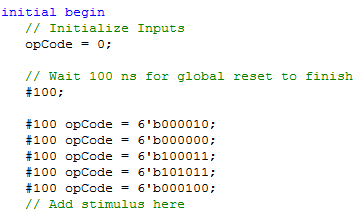 initial begin
// Initialize Inputs
opCode = 0;
// Wait 100 ns for global reset to finish
#100;
#100 opCode = 6'b000010;
#100 opCode = 6'b000000;
#100 opCode = 6'b100011;
#100 opCode = 6'b101011;
#100 opCode = 6'b000100;
// Add stimulus here